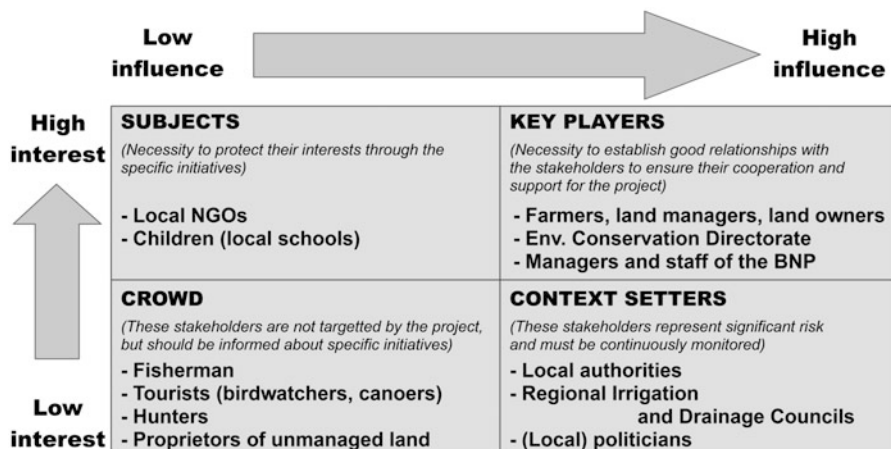 Low
influence
High
influence
High
interest
Low
interest
SUBJECTS
(Necessity to protect their interests through the
specific initiatives)
- Local NGOs
- Children (local schools)
KEY PLAYERS
(Necessity to establish good relationships with
the stakeholders to ensure their cooperation and
support for the project)
- Farmers, land managers, land owners
- Env. Conservation Directorate
- Managers and staff of the BNP
CROWD
(These stakeholders are not targetted by the project,
but should be informed about specific initiatives)
- Fisherman
- Tourists (birdwatchers, canoers)
- Hunters
- Proprietors of unmanaged land
CONTEXT SETTERS
(These stakeholders represent significant risk
and must be continuously monitored)
- Local authorities
- Regional Irrigation
and Drainage Councils
- (Local) politicians